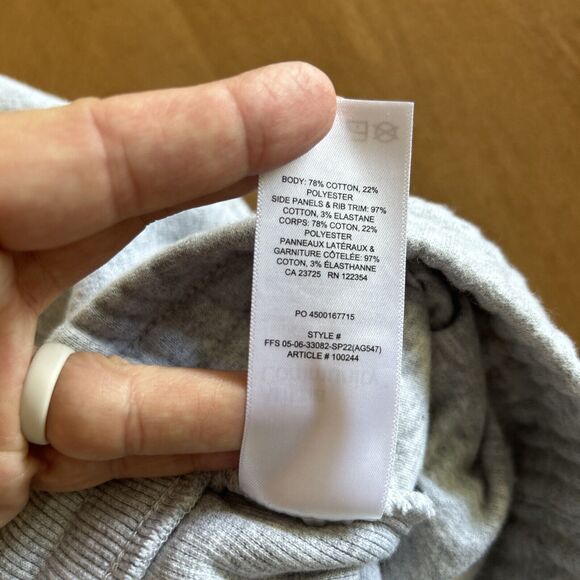 BODY: 78% COTTON, 22%
POLYESTER
SIDE PANELS & RIB TRIM: 97%
COTTON, 3% ELASTANE
CORPS: 78% COTON, 22%
POLYESTER
PANNEAUX LATÉRAUX &
GARNITURE CÔTELÉE: 97%
COTON, 3% ÉLASTHANNE
CA 23725 RN 122354
PO 4500167715
STYLE #
FFS 05-06-33082-SP22(AG547)
ARTICLE # 100244